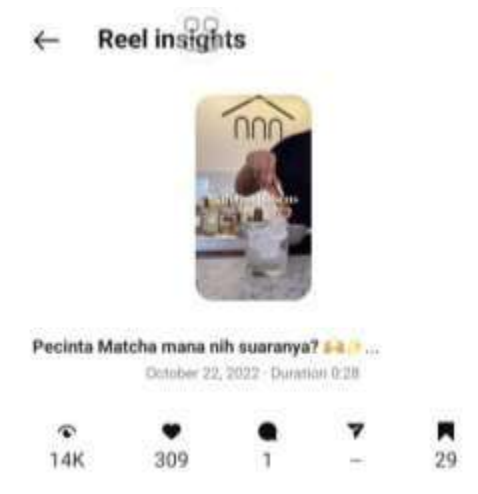 Reel insights
Pecinta Matcha mana nih suaranya? 🙌✨...
October 22, 2022 · Duration 0:28
14K 309 1 -- 29